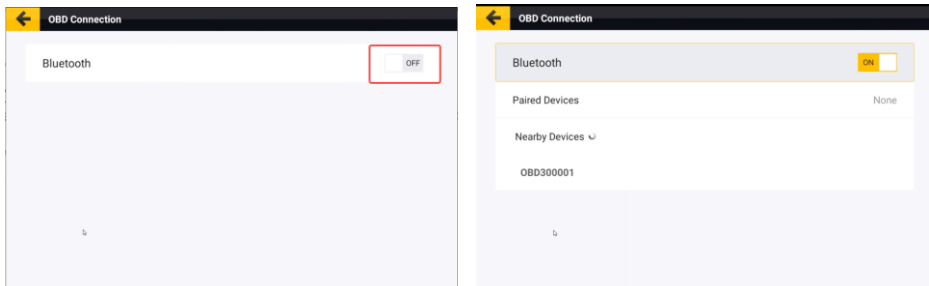 OBD Connection
Bluetooth
OFF
OBD Connection
Bluetooth
ON
Paired Devices
None
Nearby Devices
OBD300001